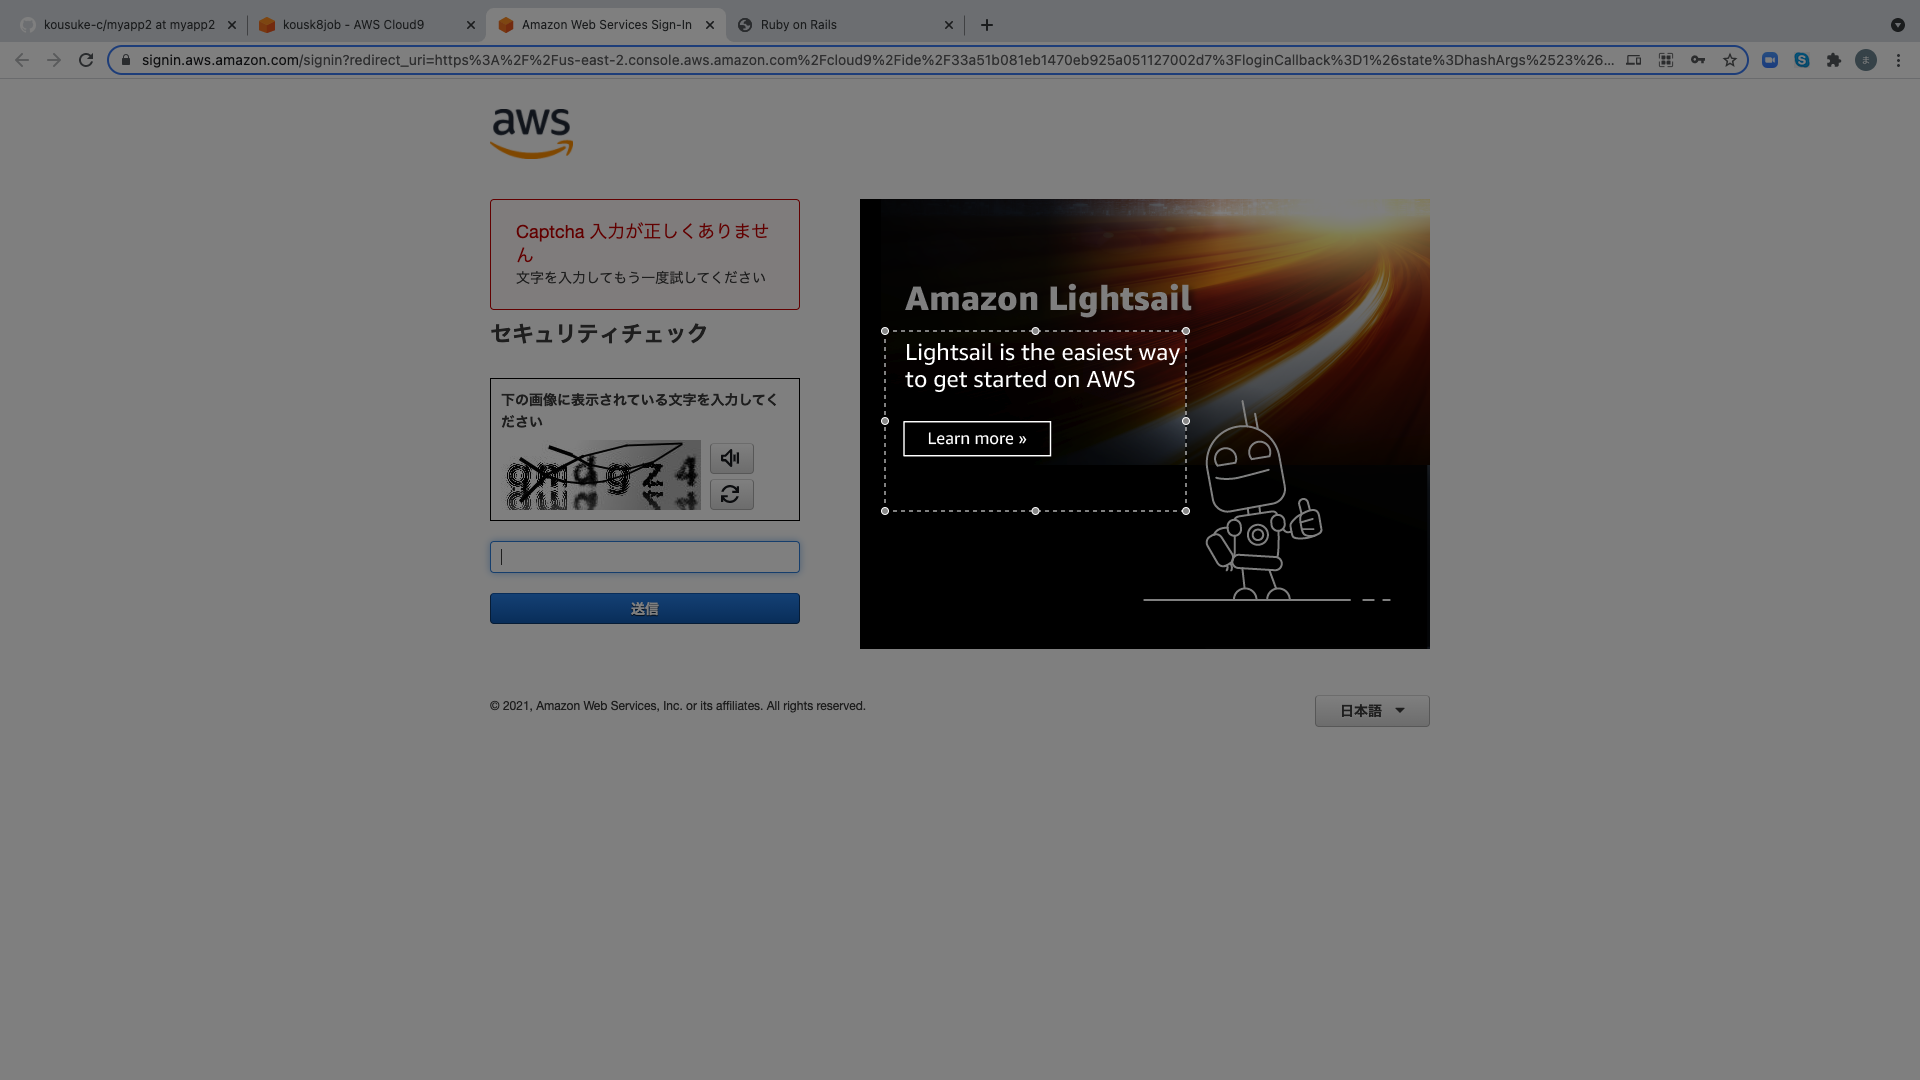 kousuke-c/myapp2 at myapp2
kousk8job - AWS Cloud9
Amazon Web Services Sign-In
Ruby on Rails
signin.aws.amazon.com/signin?redirect_uri=https%3A%2F%2Fus-east-2.console.aws.amazon.com%2Fcloud9%2Fide%2F33a51b081eb1470eb925a051127002d7%3FloginCallback%3D1%26state%3DhashArgs%2523%26...
ま
aws
Captcha 入力が正しくありませ
ん
文字を入力してもう一度試してください
セキュリティチェック
下の画像に表示されている文字を入力してく
ださい
送信
Amazon Lightsail
Lightsail is the easiest way
to get started on AWS
Learn more »
© 2021, Amazon Web Services, Inc. or its affiliates. All rights reserved.
日本語